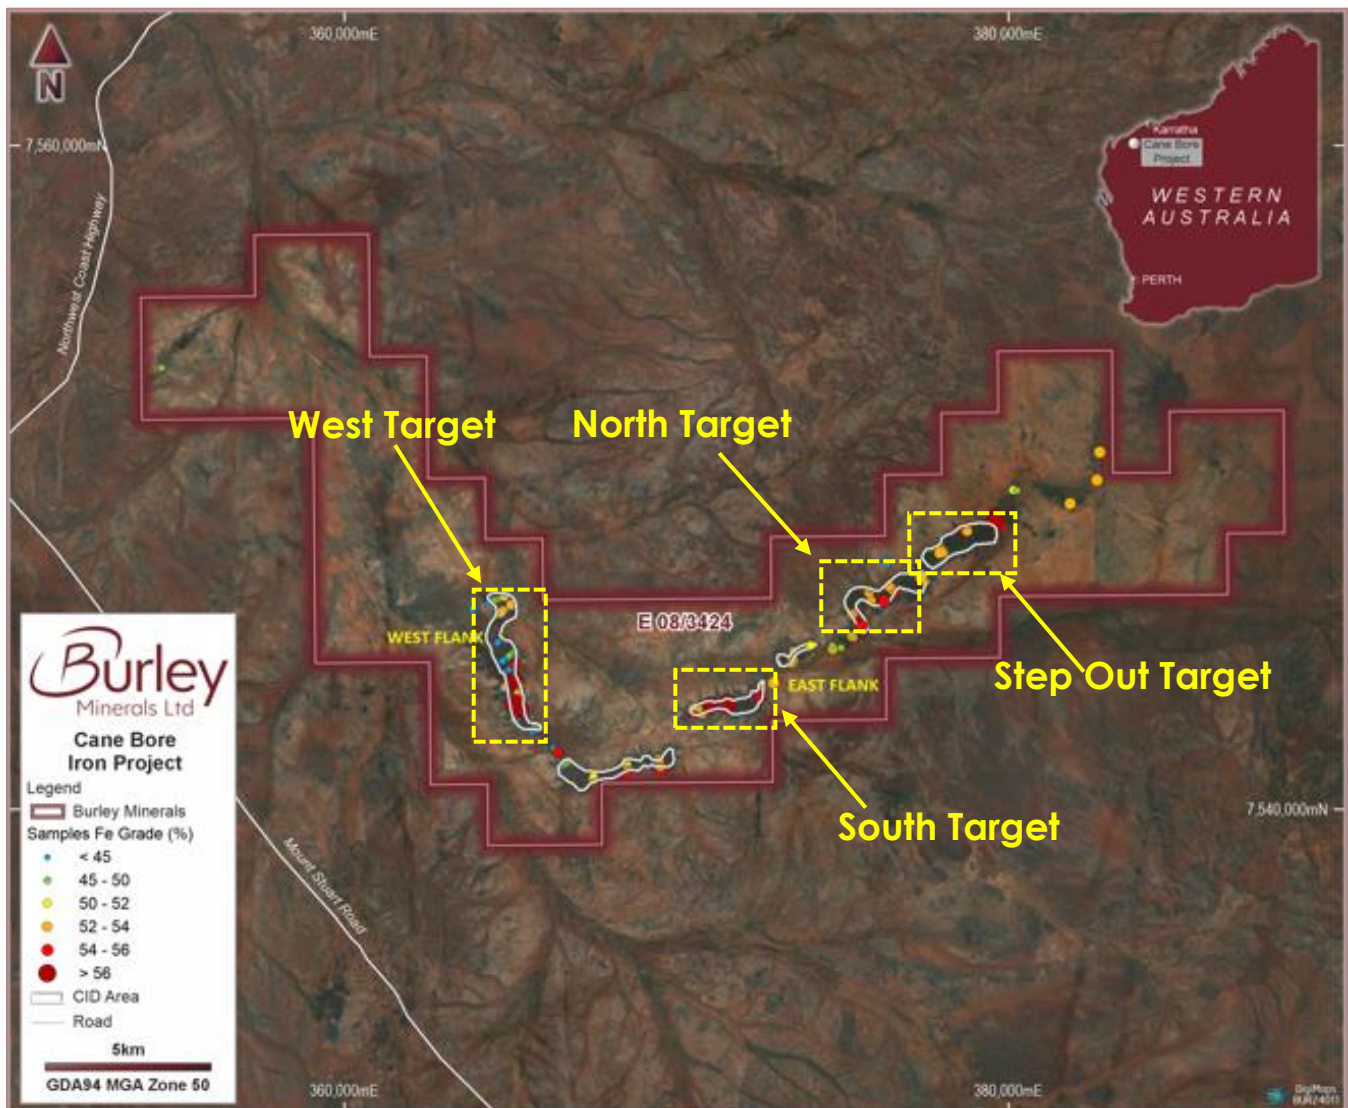 360,000mE
380,000mE
N
7,560,000mN
Northwest Coast Highway
Karratha
Cane Bore
Project
WESTERN
AUSTRALIA
PERTH
West Target
North Target
WEST FLANK
E 08/3424
EAST FLANK
Step Out Target
South Target
7,540,000mN
Mount Stuart Road
Burley
Minerals Ltd
Cane Bore
Iron Project
Legend
Burley Minerals
Samples Fe Grade (%)
< 45
45 - 50
50 - 52
52 - 54
54 - 56
> 56
CID Area
Road
5km
GDA94 MGA Zone 50
360,000mE
380,000mE
DigiMaps
BUR24011